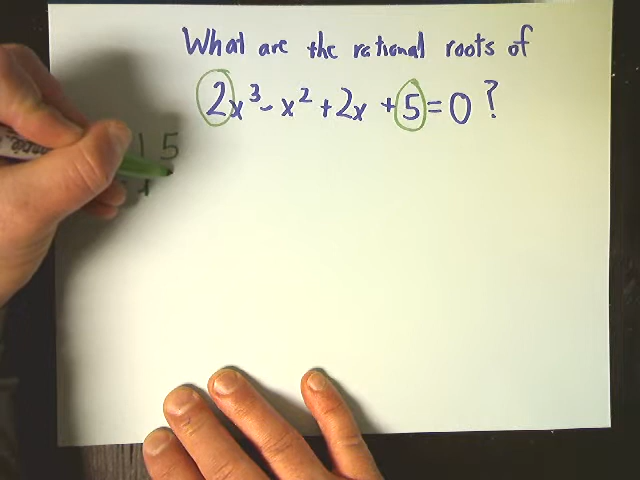 What are the rational roots of
2x³ - x² + 2x + 5 = 0 ?
1 5